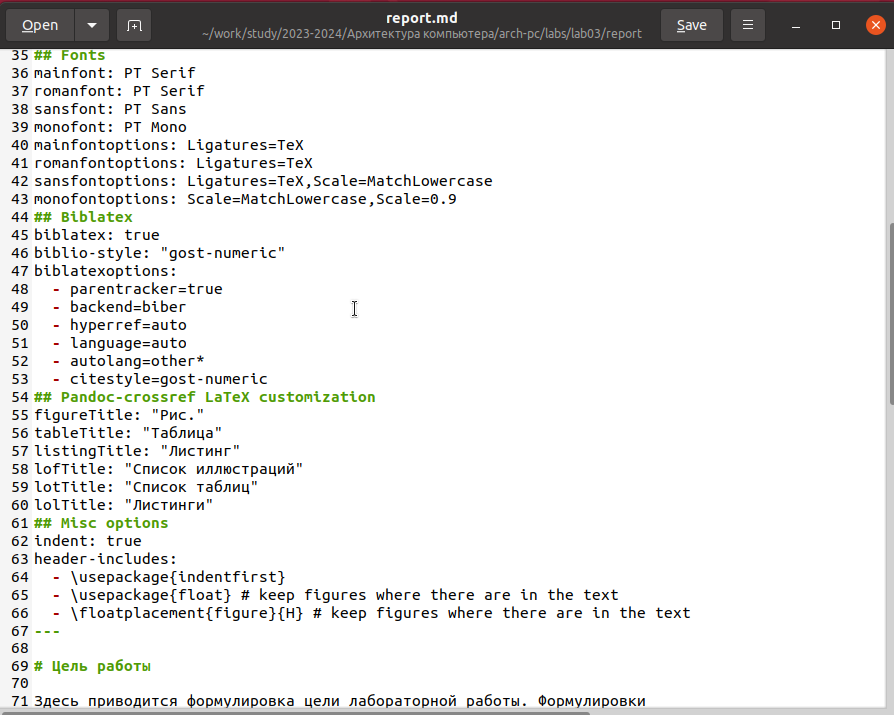 Open
report.md
~/work/study/2023-2024/Архитектура компьютера/arch-pc/labs/lab03/report
Save
35 ## Fonts
36 mainfont: PT Serif
37 romanfont: PT Serif
38 sansfont: PT Sans
39 monofont: PT Mono
40 mainfontoptions: Ligatures=TeX
41 romanfontoptions: Ligatures=TeX
42 sansfontoptions: Ligatures=TeX,Scale=MatchLowercase
43 monofontoptions: Scale=MatchLowercase,Scale=0.9
44 ## Biblatex
45 biblatex: true
46 biblio-style: "gost-numeric"
47 biblatexoptions:
48   - parentracker=true
49   - backend=biber
50   - hyperref=auto
51   - language=auto
52   - autolang=other*
53   - citestyle=gost-numeric
54 ## Pandoc-crossref LaTeX customization
55 figureTitle: "Рис."
56 tableTitle: "Таблица"
57 listingTitle: "Листинг"
58 lofTitle: "Список иллюстраций"
59 lotTitle: "Список таблиц"
60 lolTitle: "Листинги"
61 ## Misc options
62 indent: true
63 header-includes:
64   - \usepackage{indentfirst}
65   - \usepackage{float} # keep figures where there are in the text
66   - \floatplacement{figure}{H} # keep figures where there are in the text
67 ---
68
69 # Цель работы
70
71 Здесь приводится формулировка цели лабораторной работы. Формулировки